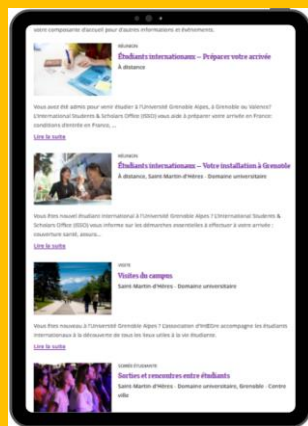 votre composante d'accueil pour d'autres informations et événements.
RÉUNION
Étudiants internationaux – Préparer votre arrivée
À distance
Vous avez été admis pour venir étudier à l'Université Grenoble Alpes, à Grenoble ou Valence?
L'International Students & Scholars Office (ISSO) vous aide à préparer votre arrivée en France:
conditions d'entrée en France, ...
Lire la suite
RÉUNION
Étudiants internationaux – Votre installation à Grenoble
À distance, Saint-Martin-d'Hères - Domaine universitaire
Vous êtes nouvel étudiant international à l'Université Grenoble Alpes ? L'International Students &
Scholars Office (ISSO) vous informe sur les démarches essentielles à effectuer à votre arrivée :
couverture santé, assura...
Lire la suite
VISITE
Visites du campus
Saint-Martin-d'Hères - Domaine universitaire
Vous êtes nouveau à l'Université Grenoble Alpes ? L'association d'IntEGre accompagne les étudiants
internationaux à la découverte de tous les lieux utiles à la vie étudiante.
Lire la suite
SOIRÉE ÉTUDIANTE
Sorties et rencontres entre étudiants
Saint-Martin-d'Hères - Domaine universitaire, Grenoble - Centre
ville